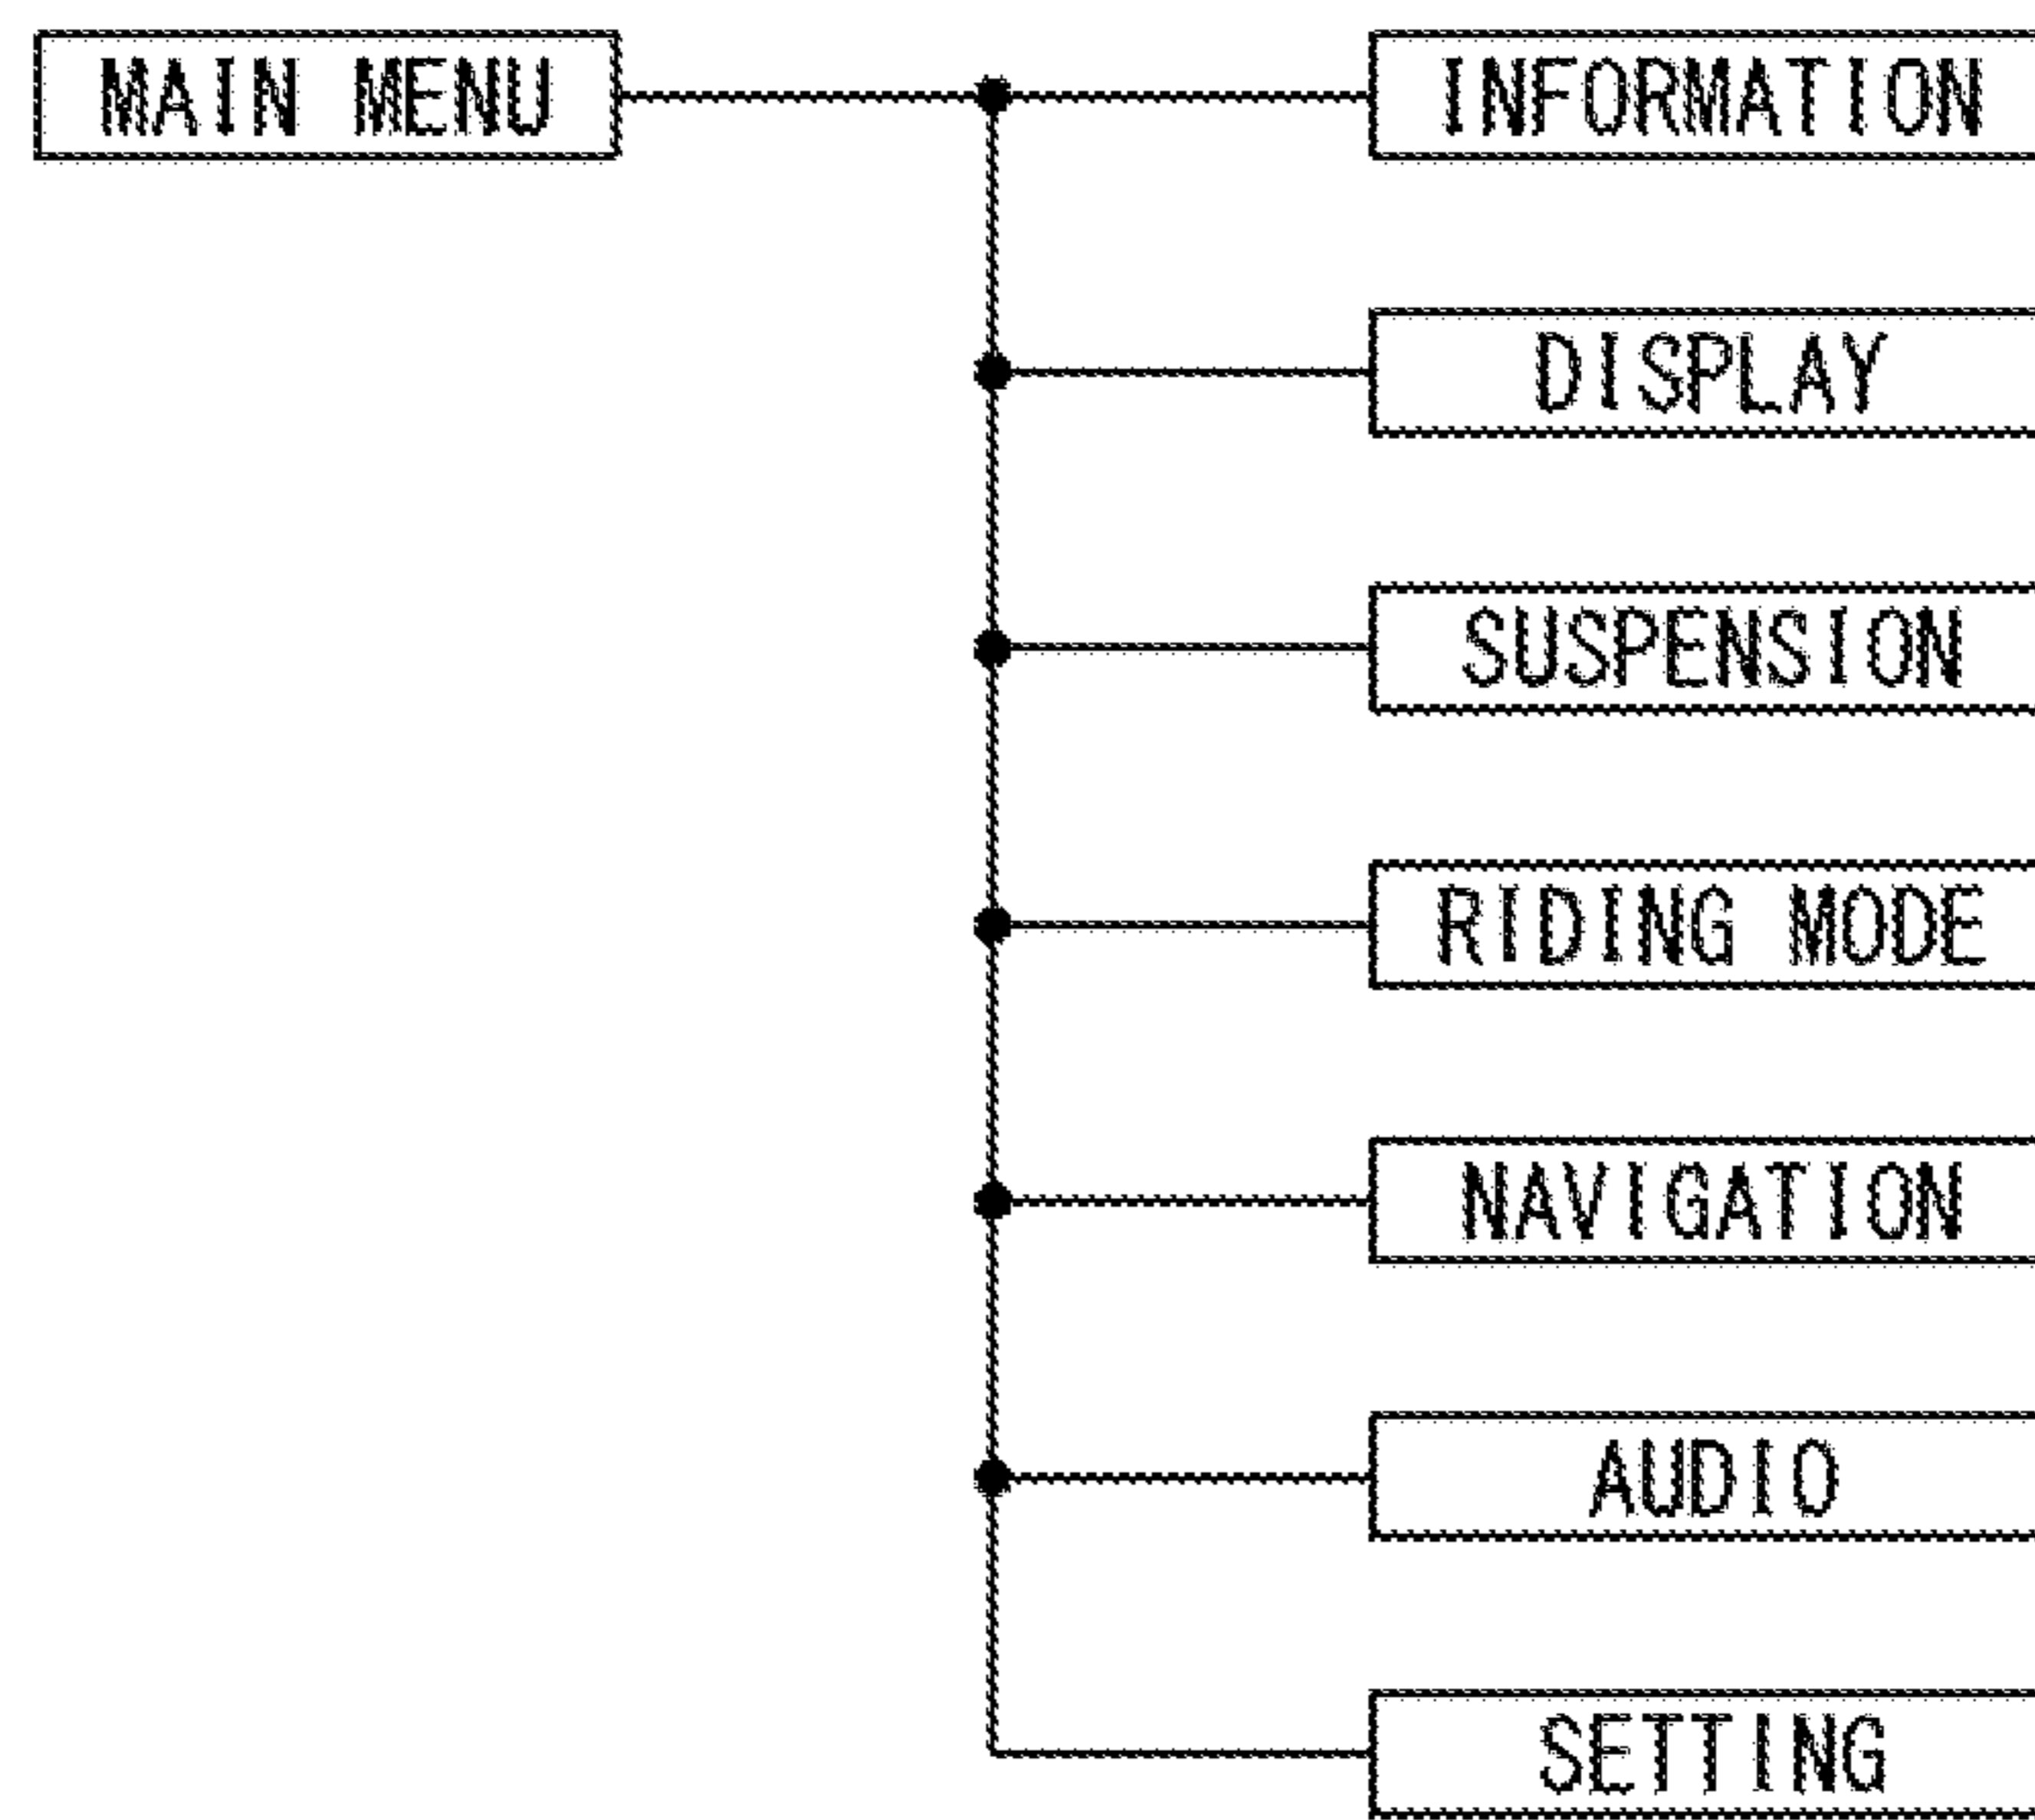 MAIN MENU
INFORMATION
DISPLAY
SUSPENSION
RIDING MODE
NAVIGATION
AUDIO
SETTING